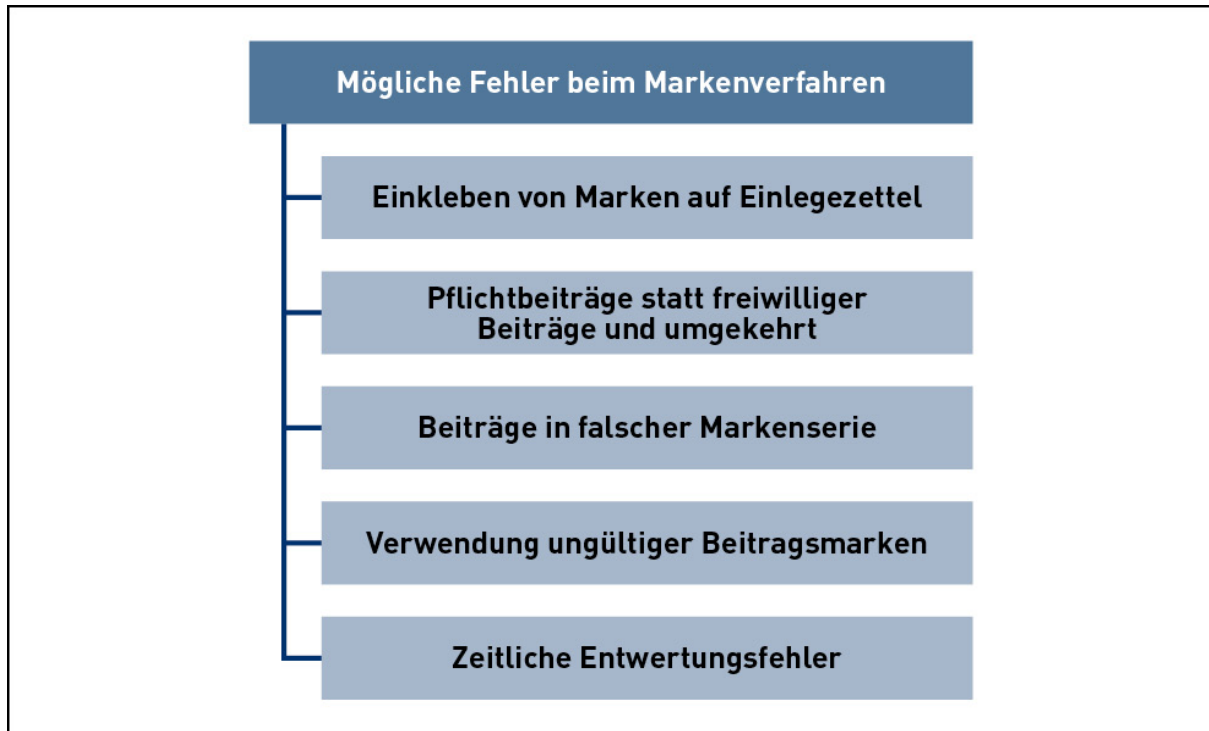 Mögliche Fehler beim Markenverfahren
Einkleben von Marken auf Einlegezettel
Pflichtbeiträge statt freiwilliger
Beiträge und umgekehrt
Beiträge in falscher Markenserie
Verwendung ungültiger Beitragsmarken
Zeitliche Entwertungsfehler